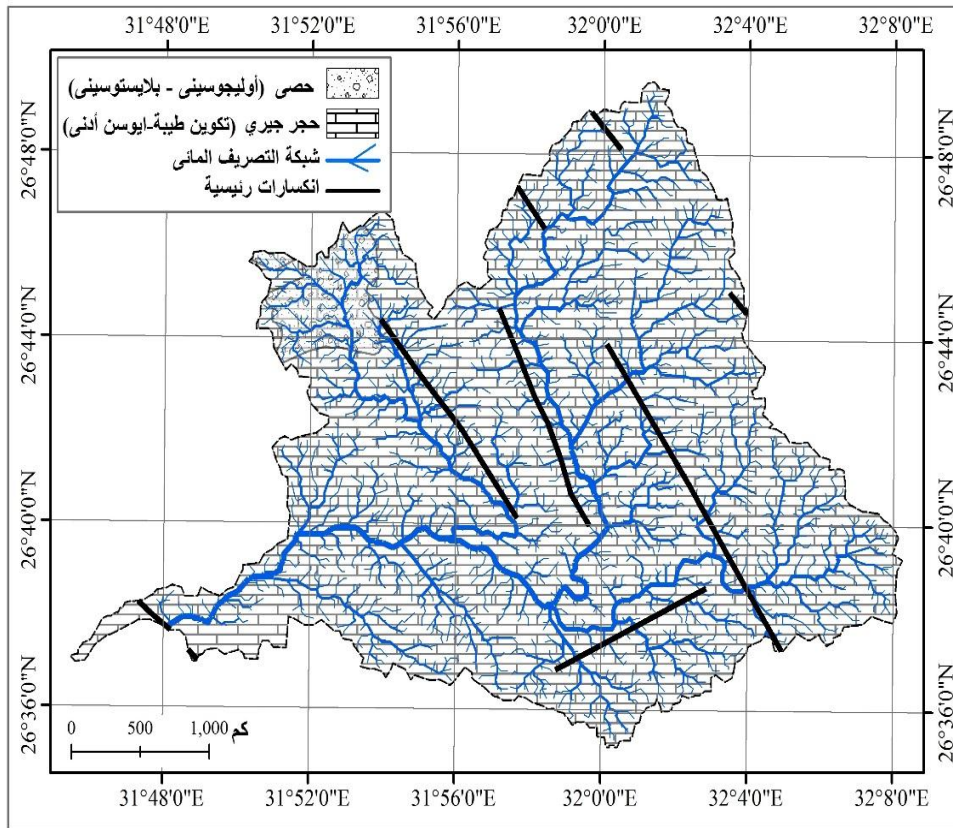 31°48'0"E 31°52'0"E 31°56'0"E 32°0'0"E 32°4'0"E 32°8'0"E
حصى (أوليجوسينى - بلايستوسينى)
حجر جيري (تكوين طيبة-ايوسن أدنى)
شبكة التصريف المائى
انكسارات رئيسية
26°48'0"N 26°48'0"N
26°44'0"N 26°44'0"N
26°40'0"N 26°40'0"N
26°36'0"N 26°36'0"N
0 500 1,000 كم
31°48'0"E 31°52'0"E 31°56'0"E 32°0'0"E 32°4'0"E 32°8'0"E